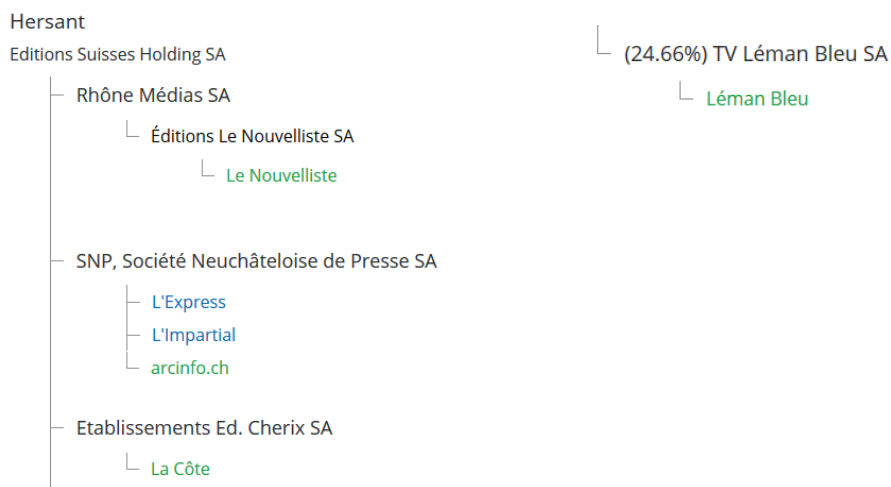 Hersant
Editions Suisses Holding SA
Rhône Médias SA
Éditions Le Nouvelliste SA
Le Nouvelliste
SNP, Société Neuchâteloise de Presse SA
L'Express
L'Impartial
arcinfo.ch
Etablissements Ed. Cherix SA
La Côte
(24.66%) TV Léman Bleu SA
Léman Bleu